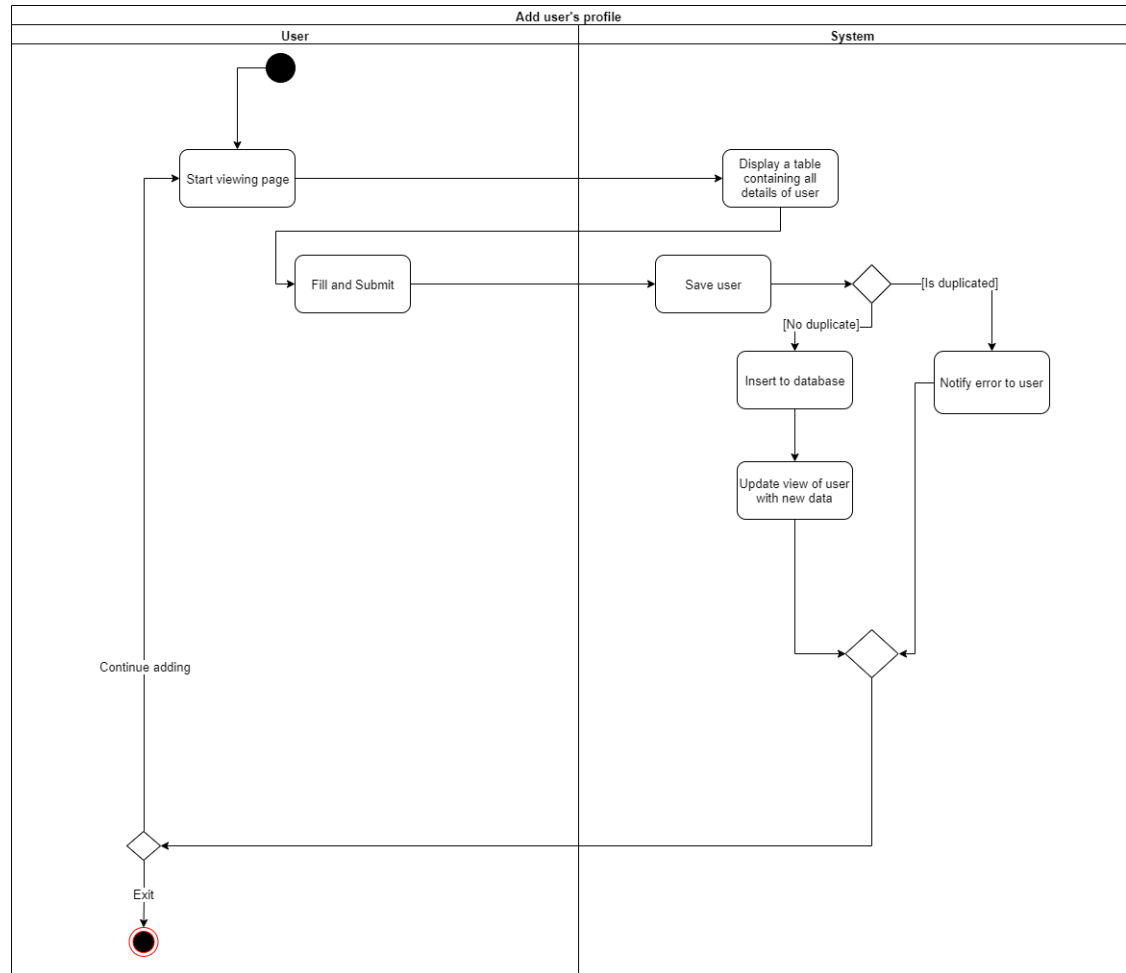 Add user's profile
User
System
Start viewing page
Display a table
containing all
details of user
Fill and Submit
Save user
[Is duplicated]
[No duplicate]
Insert to database
Notify error to user
Update view of user
with new data
Continue adding
Exit